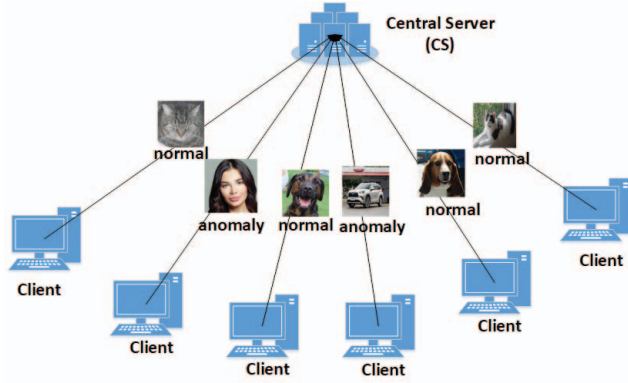 Central Server
(CS)
normal
normal
anomaly
normal
anomaly
normal
Client
Client
Client
Client
Client
Client